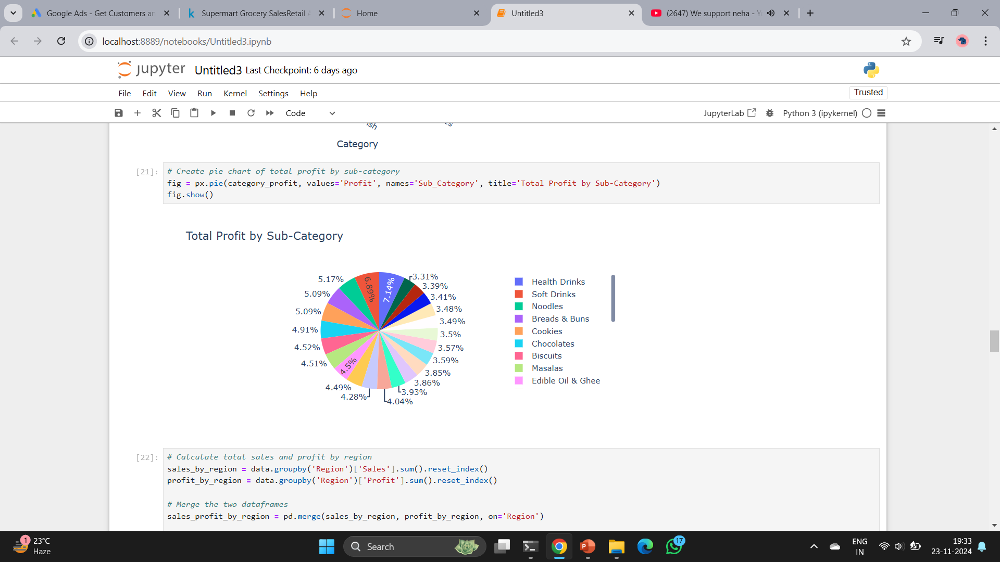 Google Ads - Get Customers an
Supermart Grocery SalesRetail A
Home
Untitled3
(2647) We support neha - Yo
localhost:8889/notebooks/Untitled3.ipynb
jupyter Untitled3 Last Checkpoint: 6 days ago
File Edit View Run Kernel Settings Help
Trusted
Code
JupyterLab
Python 3 (ipykernel)
Category
[21]:
# Create pie chart of total profit by sub-category
fig = px.pie(category_profit, values='Profit', names='Sub_Category', title='Total Profit by Sub-Category')
fig.show()
Total Profit by Sub-Category
7.14%
3.31%
3.39%
3.41%
3.48%
3.49%
3.5%
3.57%
3.59%
3.85%
3.86%
3.93%
4.04%
4.28%
4.49%
4.5%
4.51%
4.52%
4.91%
5.09%
5.09%
5.17%
6.89%
Health Drinks
Soft Drinks
Noodles
Breads & Buns
Cookies
Chocolates
Biscuits
Masalas
Edible Oil & Ghee
[22]:
# Calculate total sales and profit by region
sales_by_region = data.groupby('Region')['Sales'].sum().reset_index()
profit_by_region = data.groupby('Region')['Profit'].sum().reset_index()
# Merge the two dataframes
sales_profit_by_region = pd.merge(sales_by_region, profit_by_region, on='Region')
1
23°C
Haze
Search
17
ENG
IN
19:33
23-11-2024